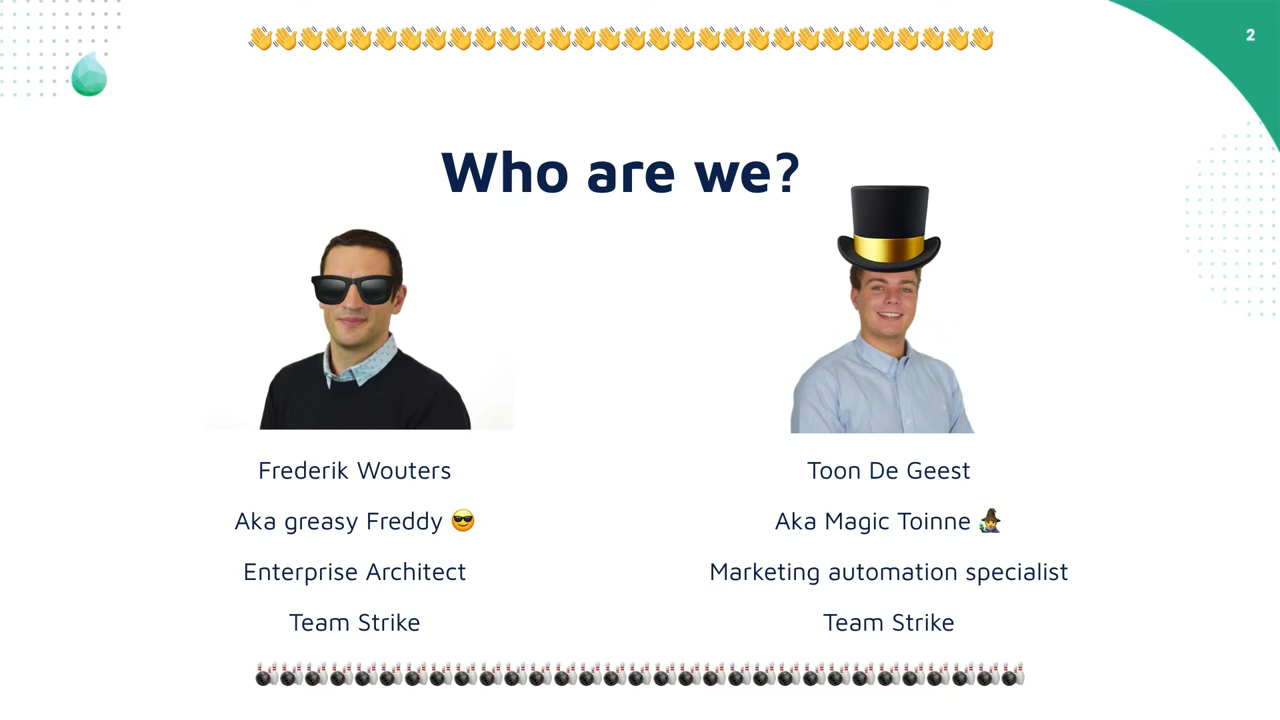 2
Who are we?
Frederik Wouters
Aka greasy Freddy 😎
Enterprise Architect
Team Strike
Toon De Geest
Aka Magic Toinne 🧙‍♂️
Marketing automation specialist
Team Strike